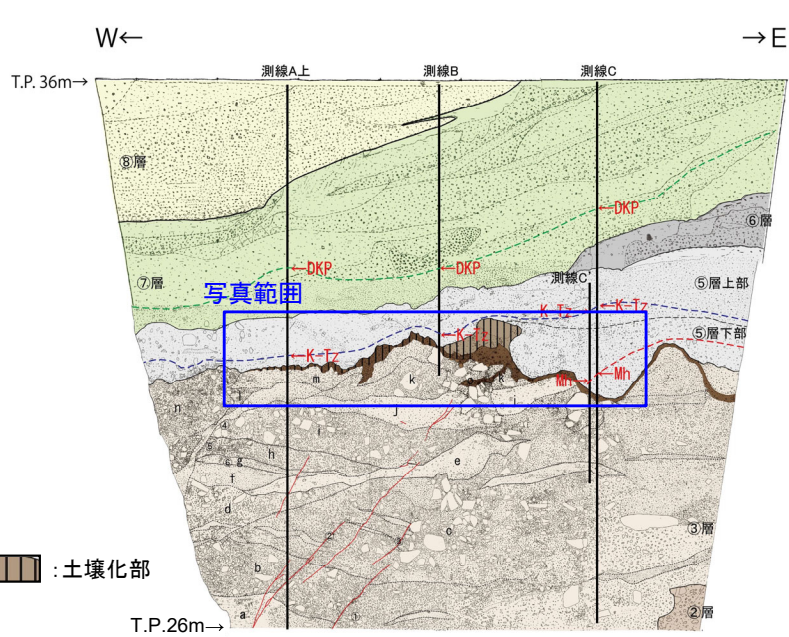 W←
→E
測線A上
測線B
測線C
T.P. 36m→
⑧層
←DKP
⑥層
←DKP
←DKP
⑦層
測線C'
⑤層上部
写真範囲
K-Tz
←K-Tz
←K-Tz
⑤層下部
←K-Tz
Mh
←Mh
m
k
k
l
j
i
n
i
h
g
f
e
d
c
③層
b
:土壌化部
a
②層
T.P.26m→